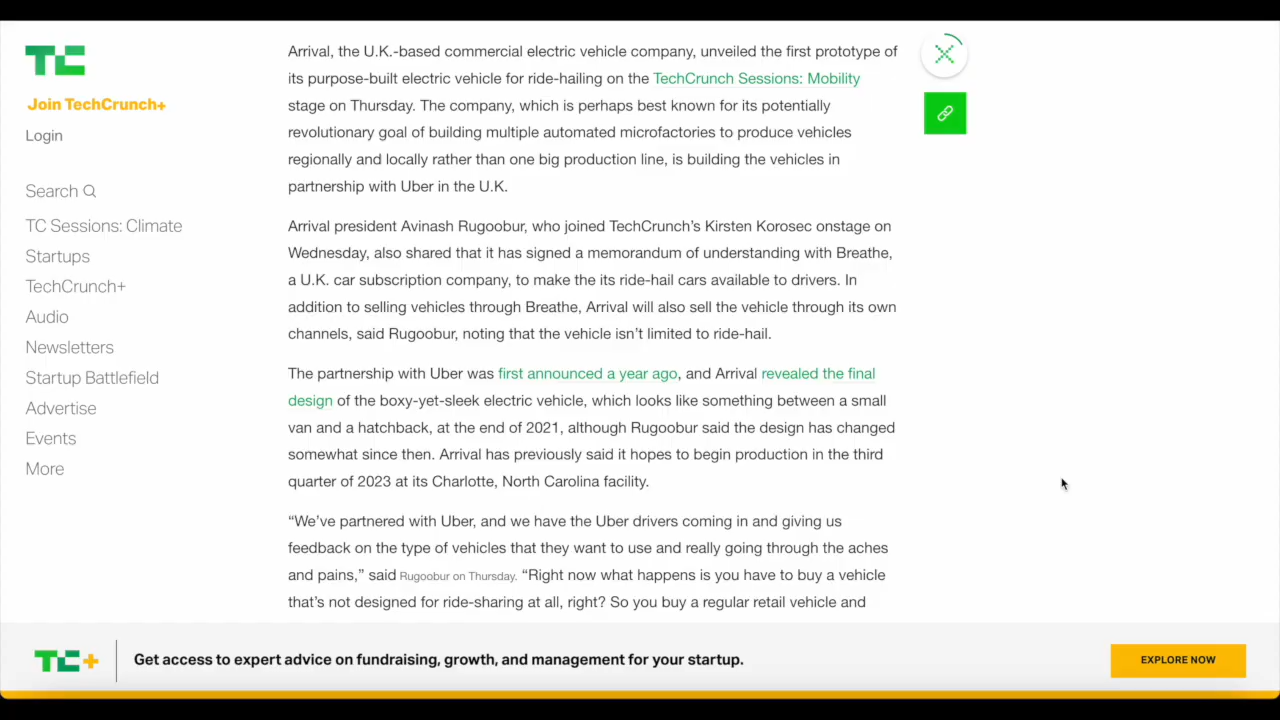 TC
Join TechCrunch+
Login
Search
TC Sessions: Climate
Startups
TechCrunch+
Audio
Newsletters
Startup Battlefield
Advertise
Events
More
Arrival, the U.K.-based commercial electric vehicle company, unveiled the first prototype of
its purpose-built electric vehicle for ride-hailing on the TechCrunch Sessions: Mobility
stage on Thursday. The company, which is perhaps best known for its potentially
revolutionary goal of building multiple automated microfactories to produce vehicles
regionally and locally rather than one big production line, is building the vehicles in
partnership with Uber in the U.K.
Arrival president Avinash Rugoobur, who joined TechCrunch’s Kirsten Korosec onstage on
Wednesday, also shared that it has signed a memorandum of understanding with Breathe,
a U.K. car subscription company, to make the its ride-hail cars available to drivers. In
addition to selling vehicles through Breathe, Arrival will also sell the vehicle through its own
channels, said Rugoobur, noting that the vehicle isn’t limited to ride-hail.
The partnership with Uber was first announced a year ago, and Arrival revealed the final
design of the boxy-yet-sleek electric vehicle, which looks like something between a small
van and a hatchback, at the end of 2021, although Rugoobur said the design has changed
somewhat since then. Arrival has previously said it hopes to begin production in the third
quarter of 2023 at its Charlotte, North Carolina facility.
“We’ve partnered with Uber, and we have the Uber drivers coming in and giving us
feedback on the type of vehicles that they want to use and really going through the aches
and pains,” said Rugoobur on Thursday. “Right now what happens is you have to buy a vehicle
that’s not designed for ride-sharing at all, right? So you buy a regular retail vehicle and
TC+
Get access to expert advice on fundraising, growth, and management for your startup.
EXPLORE NOW